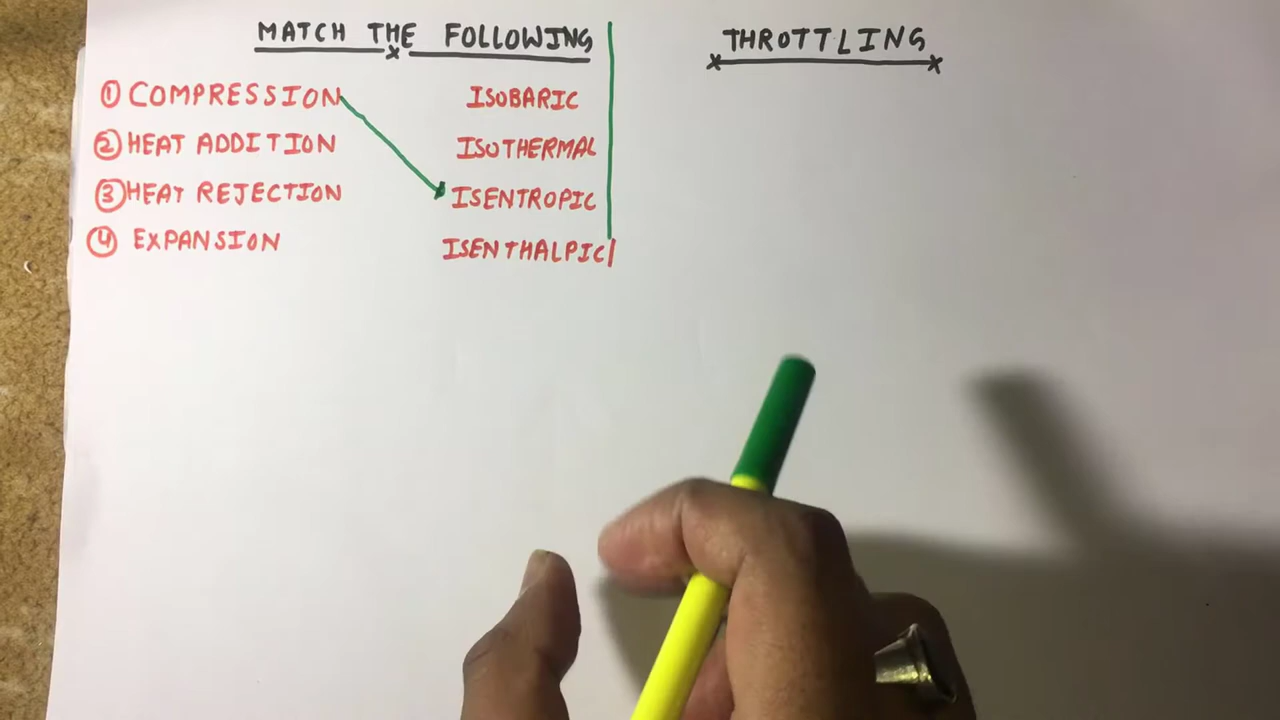 MATCH THE FOLLOWING
① COMPRESSION ISOBARIC
② HEAT ADDITION ISOTHERMAL
③ HEAT REJECTION ISENTROPIC
④ EXPANSION ISENTHALPIC
THROTTLING